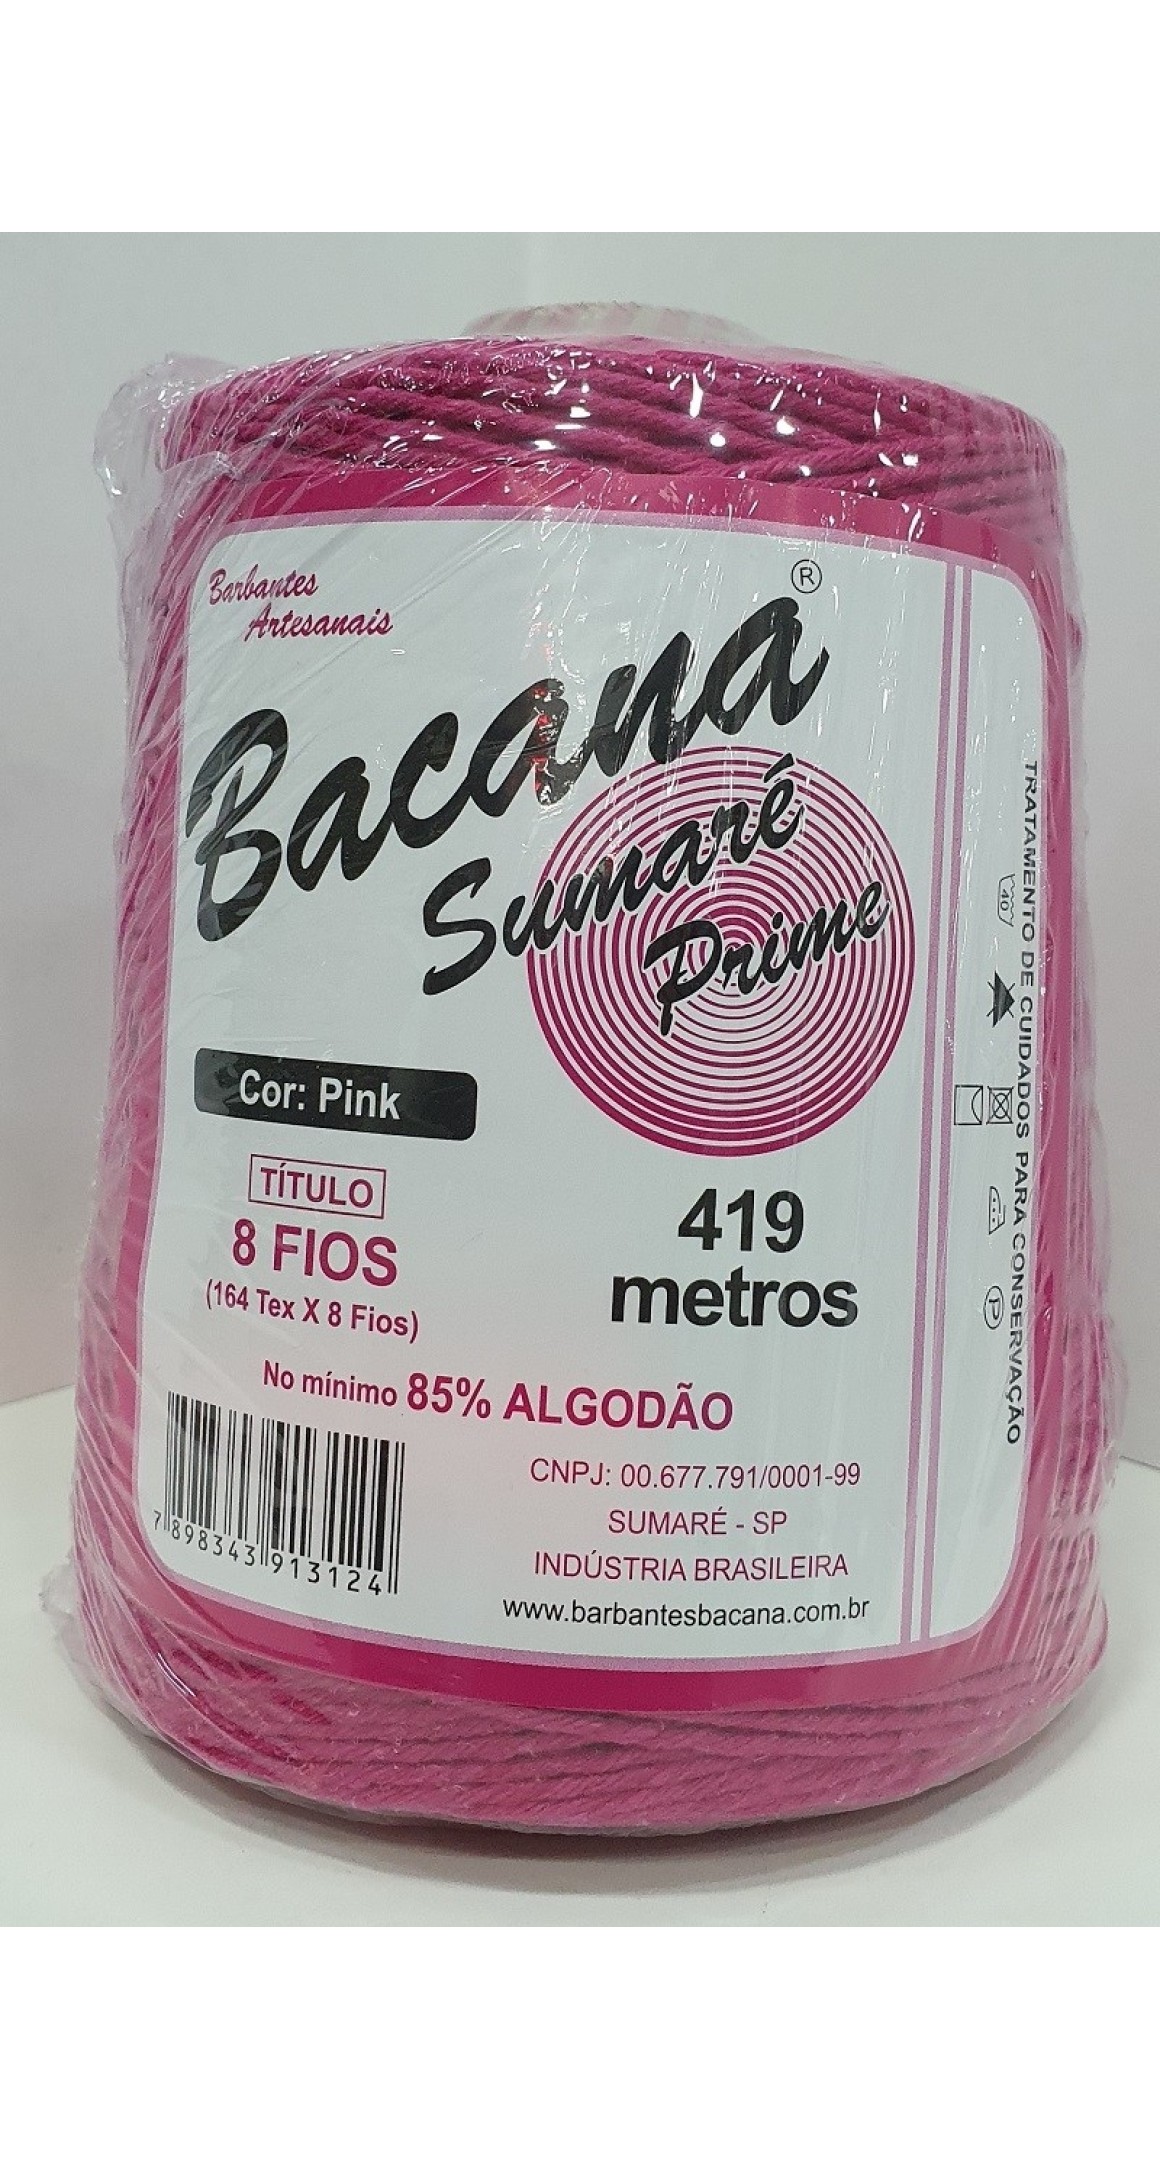 Barbantes
Artesanais
Bacana®
Sumaré
Prime
Cor: Pink
TÍTULO
8 FIOS
(164 Tex X 8 Fios)
419
metros
No mínimo 85% ALGODÃO
7 898343 913124
CNPJ: 00.677.791/0001-99
SUMARÉ - SP
INDÚSTRIA BRASILEIRA
www.barbantesbacana.com.br
TRATAMENTO DE CUIDADOS PARA CONSERVAÇÃO
40
P